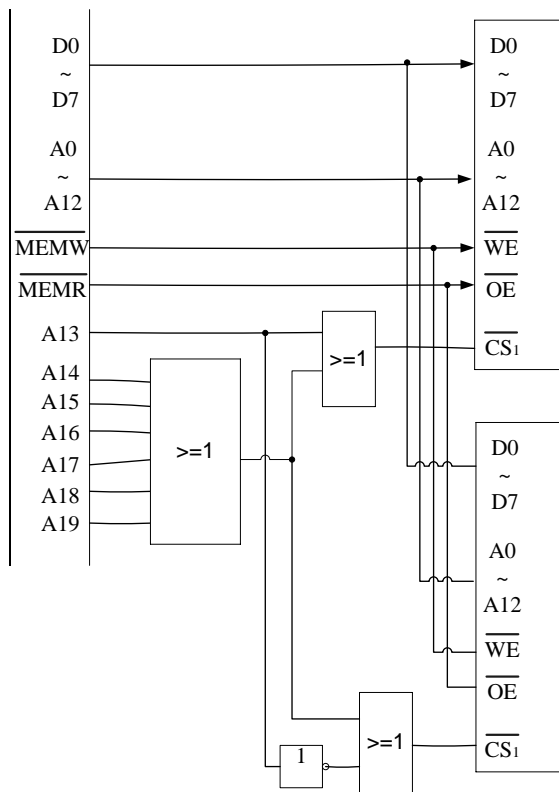 D0
~
D7
A0
~
A12
MEMW
MEMR
A13
A14
A15
A16
A17
A18
A19
>=1
>=1
D0
~
D7
A0
~
A12
WE
OE
CS1
D0
~
D7
A0
~
A12
WE
OE
CS1
>=1
1